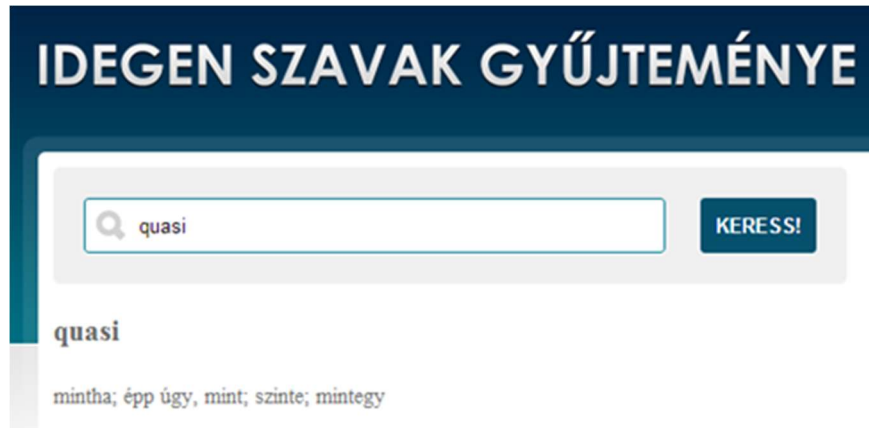 IDEGEN SZAVAK GYŰJTEMÉNYE
quasi
KERESS!
quasi
mintha; épp úgy, mint; szinte; mintegy